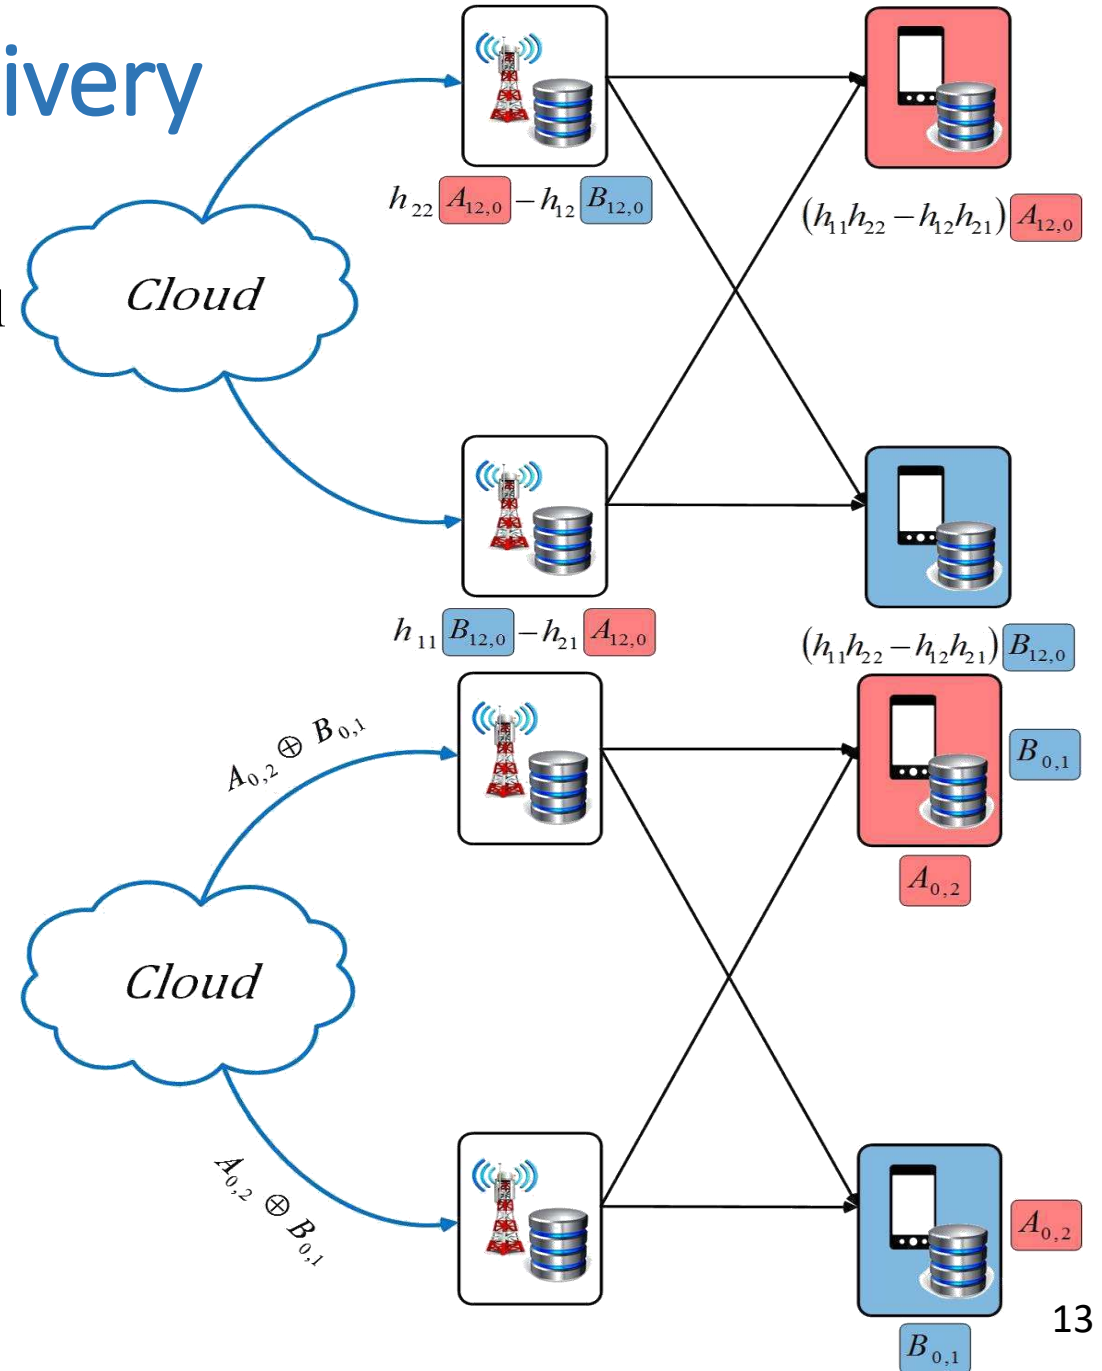 ivery
h₂₂ A₁₂,₀ − h₁₂ B₁₂,₀
(h₁₁h₂₂ − h₁₂h₂₁) A₁₂,₀
Cloud
h₁₁ B₁₂,₀ − h₂₁ A₁₂,₀
(h₁₁h₂₂ − h₁₂h₂₁) B₁₂,₀
A₀,₂ ⊕ B₀,₁
B₀,₁
A₀,₂
Cloud
A₀,₂ ⊕ B₀,₁
A₀,₂
B₀,₁
13